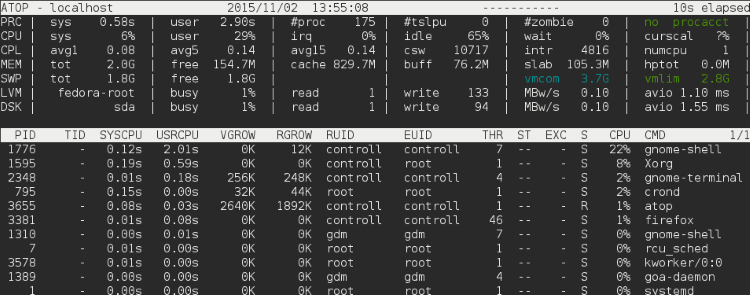 ATOP - localhost 2015/11/02 13:55:08 ----------- 10s elapsed
PRC | sys 0.58s | user 2.90s | #proc 175 | #tslpu 0 | #zombie 0 | no procacct |
CPU | sys 6% | user 29% | irq 0% | idle 65% | wait 0% | curscal ?% |
CPL | avg1 0.08 | avg5 0.14 | avg15 0.14 | csw 10717 | intr 4816 | numcpu 1 |
MEM | tot 2.0G | free 154.7M | cache 829.7M | buff 76.2M | slab 105.3M | hptot 0.0M |
SWP | tot 1.8G | free 1.8G | | | vmcom 3.7G | vmlim 2.8G |
LVM | fedora-root | busy 1% | read 1 | write 133 | MBw/s 0.10 | avio 1.10 ms |
DSK | sda | busy 1% | read 1 | write 94 | MBw/s 0.10 | avio 1.55 ms |
PID TID SYSCPU USRCPU VGROW RGROW RUID EUID THR ST EXC S CPU CMD 1/1
1776 - 0.12s 2.01s 0K 12K controll controll 7 -- - S 22% gnome-shell
1595 - 0.19s 0.59s 0K 0K root root 1 -- - S 8% Xorg
2348 - 0.01s 0.18s 256K 248K controll controll 4 -- - S 2% gnome-terminal
795 - 0.15s 0.00s 32K 44K root root 1 -- - S 2% crond
3655 - 0.08s 0.03s 2640K 1892K controll controll 1 -- - R 1% atop
3381 - 0.01s 0.08s 0K 0K controll controll 46 -- - S 1% firefox
1310 - 0.00s 0.01s 0K 0K gdm gdm 7 -- - S 0% gnome-shell
7 - 0.01s 0.00s 0K 0K root root 1 -- - S 0% rcu_sched
3578 - 0.01s 0.00s 0K 0K root root 1 -- - S 0% kworker/0:0
1389 - 0.00s 0.00s 0K 0K gdm gdm 4 -- - S 0% goa-daemon
1 - 0.00s 0.00s 0K 0K root root 1 -- - S 0% systemd